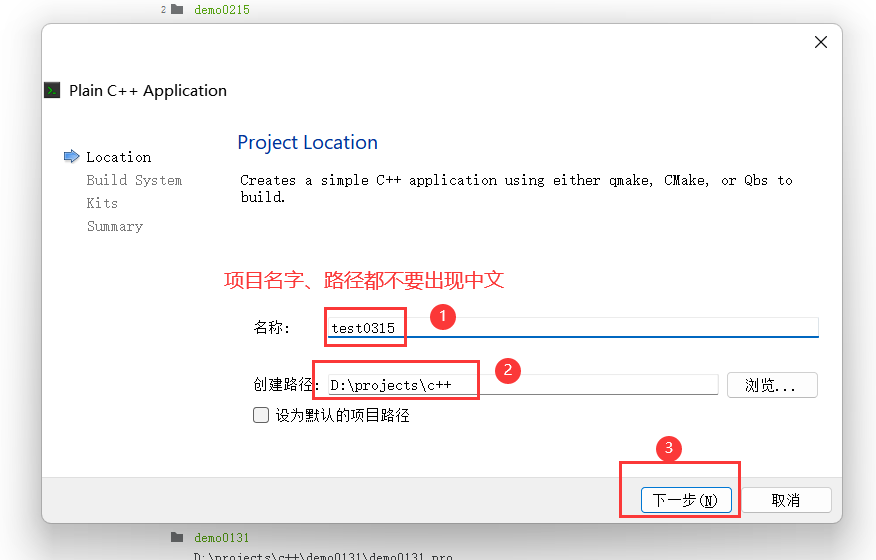 2 demo0215
Plain C++ Application
Location
Build System
Kits
Summary
Project Location
Creates a simple C++ application using either qmake, CMake, or Qbs to
build.
项目名字、路径都不要出现中文
名称: test0315 1
创建路径: D:\projects\c++ 2 浏览...
设为默认的项目路径
3
下一步(N) 取消
demo0131
D:\projects\c++\demo0131\demo0131.pro